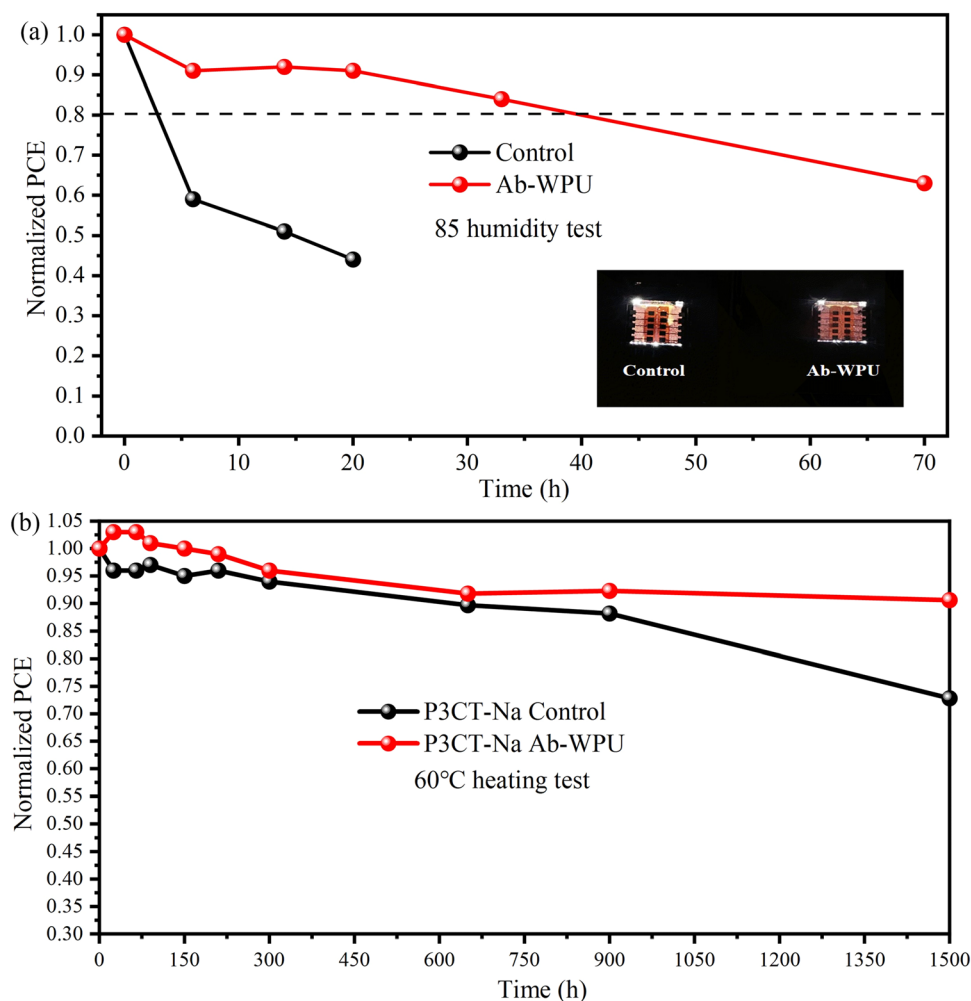 (a)
1.0
0.9
0.8
0.7
0.6
0.5
0.4
0.3
0.2
0.1
0.0
Normalized PCE
Control
Ab-WPU
85 humidity test
Control
Ab-WPU
0 10 20 30 40 50 60 70
Time (h)
(b)
1.05
1.00
0.95
0.90
0.85
0.80
0.75
0.70
0.65
0.60
0.55
0.50
0.45
0.40
0.35
0.30
Normalized PCE
P3CT-Na Control
P3CT-Na Ab-WPU
60℃ heating test
0 150 300 450 600 750 900 1050 1200 1350 1500
Time (h)